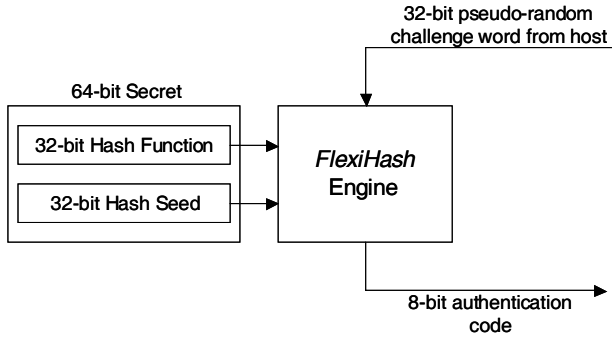 32-bit pseudo-random
challenge word from host
64-bit Secret
32-bit Hash Function
32-bit Hash Seed
FlexiHash
Engine
8-bit authentication
code